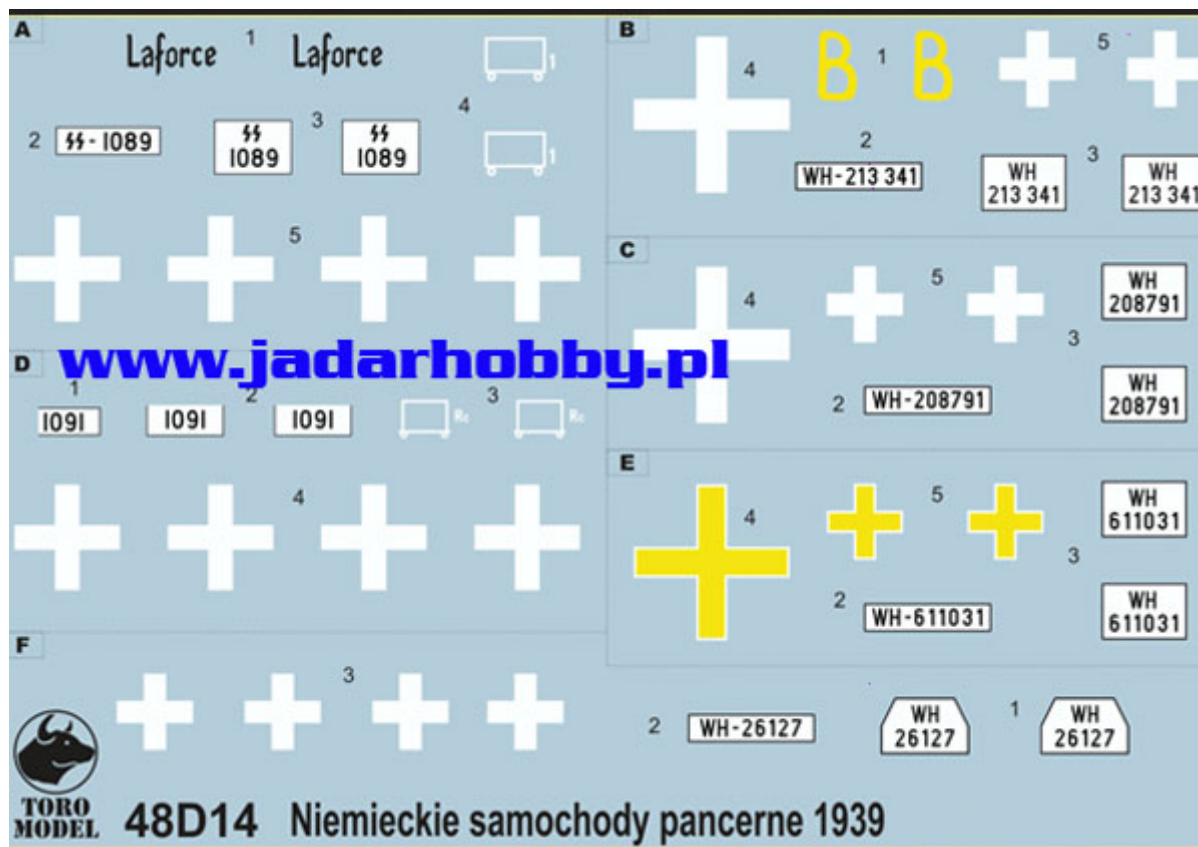 A
Laforce 1 Laforce
1
4
2 ᛋᛋ-1089
ᛋᛋ
1089
3
ᛋᛋ
1089
1
5
B
4
B 1 B
5
2
WH-213 341
3
WH
213 341
WH
213 341
C
4
5
WH
208791
3
2 WH-208791
WH
208791
www.jadarhobby.pl
D
1
1091
2
1091
1091
3
Rc
Rc
4
E
4
5
WH
611031
3
2 WH-611031
WH
611031
F
3
2 WH-26127
WH
26127
1
WH
26127
TORO
MODEL
48D14 Niemieckie samochody pancerne 1939